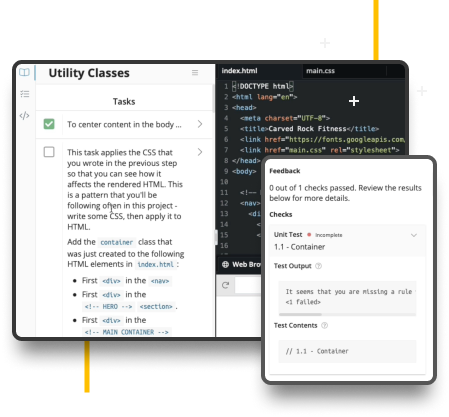 Utility Classes
Tasks
To center content in the body ...
This task applies the CSS that
you wrote in the previous step
so that you can see how it
affects the rendered HTML. This
is a pattern that you'll be
following often in this project -
write some CSS, then apply it to
HTML.
Add the container class that
was just created to the following
HTML elements in index.html :
First <div> in the <nav>
First <div> in the
<!-- HERO --> <section> .
First <div> in the
<!-- MAIN CONTAINER -->
index.html main.css
1 <!DOCTYPE html>
2 <html lang="en">
3 <head>
4 <meta charset="UTF-8">
5 <title>Carved Rock Fitness</title>
6 <link href="https://fonts.googleapis.com
7 <link href="main.css" rel="stylesheet">
8 </head>
9 <body>
10
11 <!--
12 <nav>
13 <di
14 <
15 <
16
Web Brow
Feedback
0 out of 1 checks passed. Review the results
below for more details.
Checks
Unit Test Incomplete
1.1 - Container
Test Output
It seems that you are missing a rule
<1 failed>
Test Contents
// 1.1 - Container